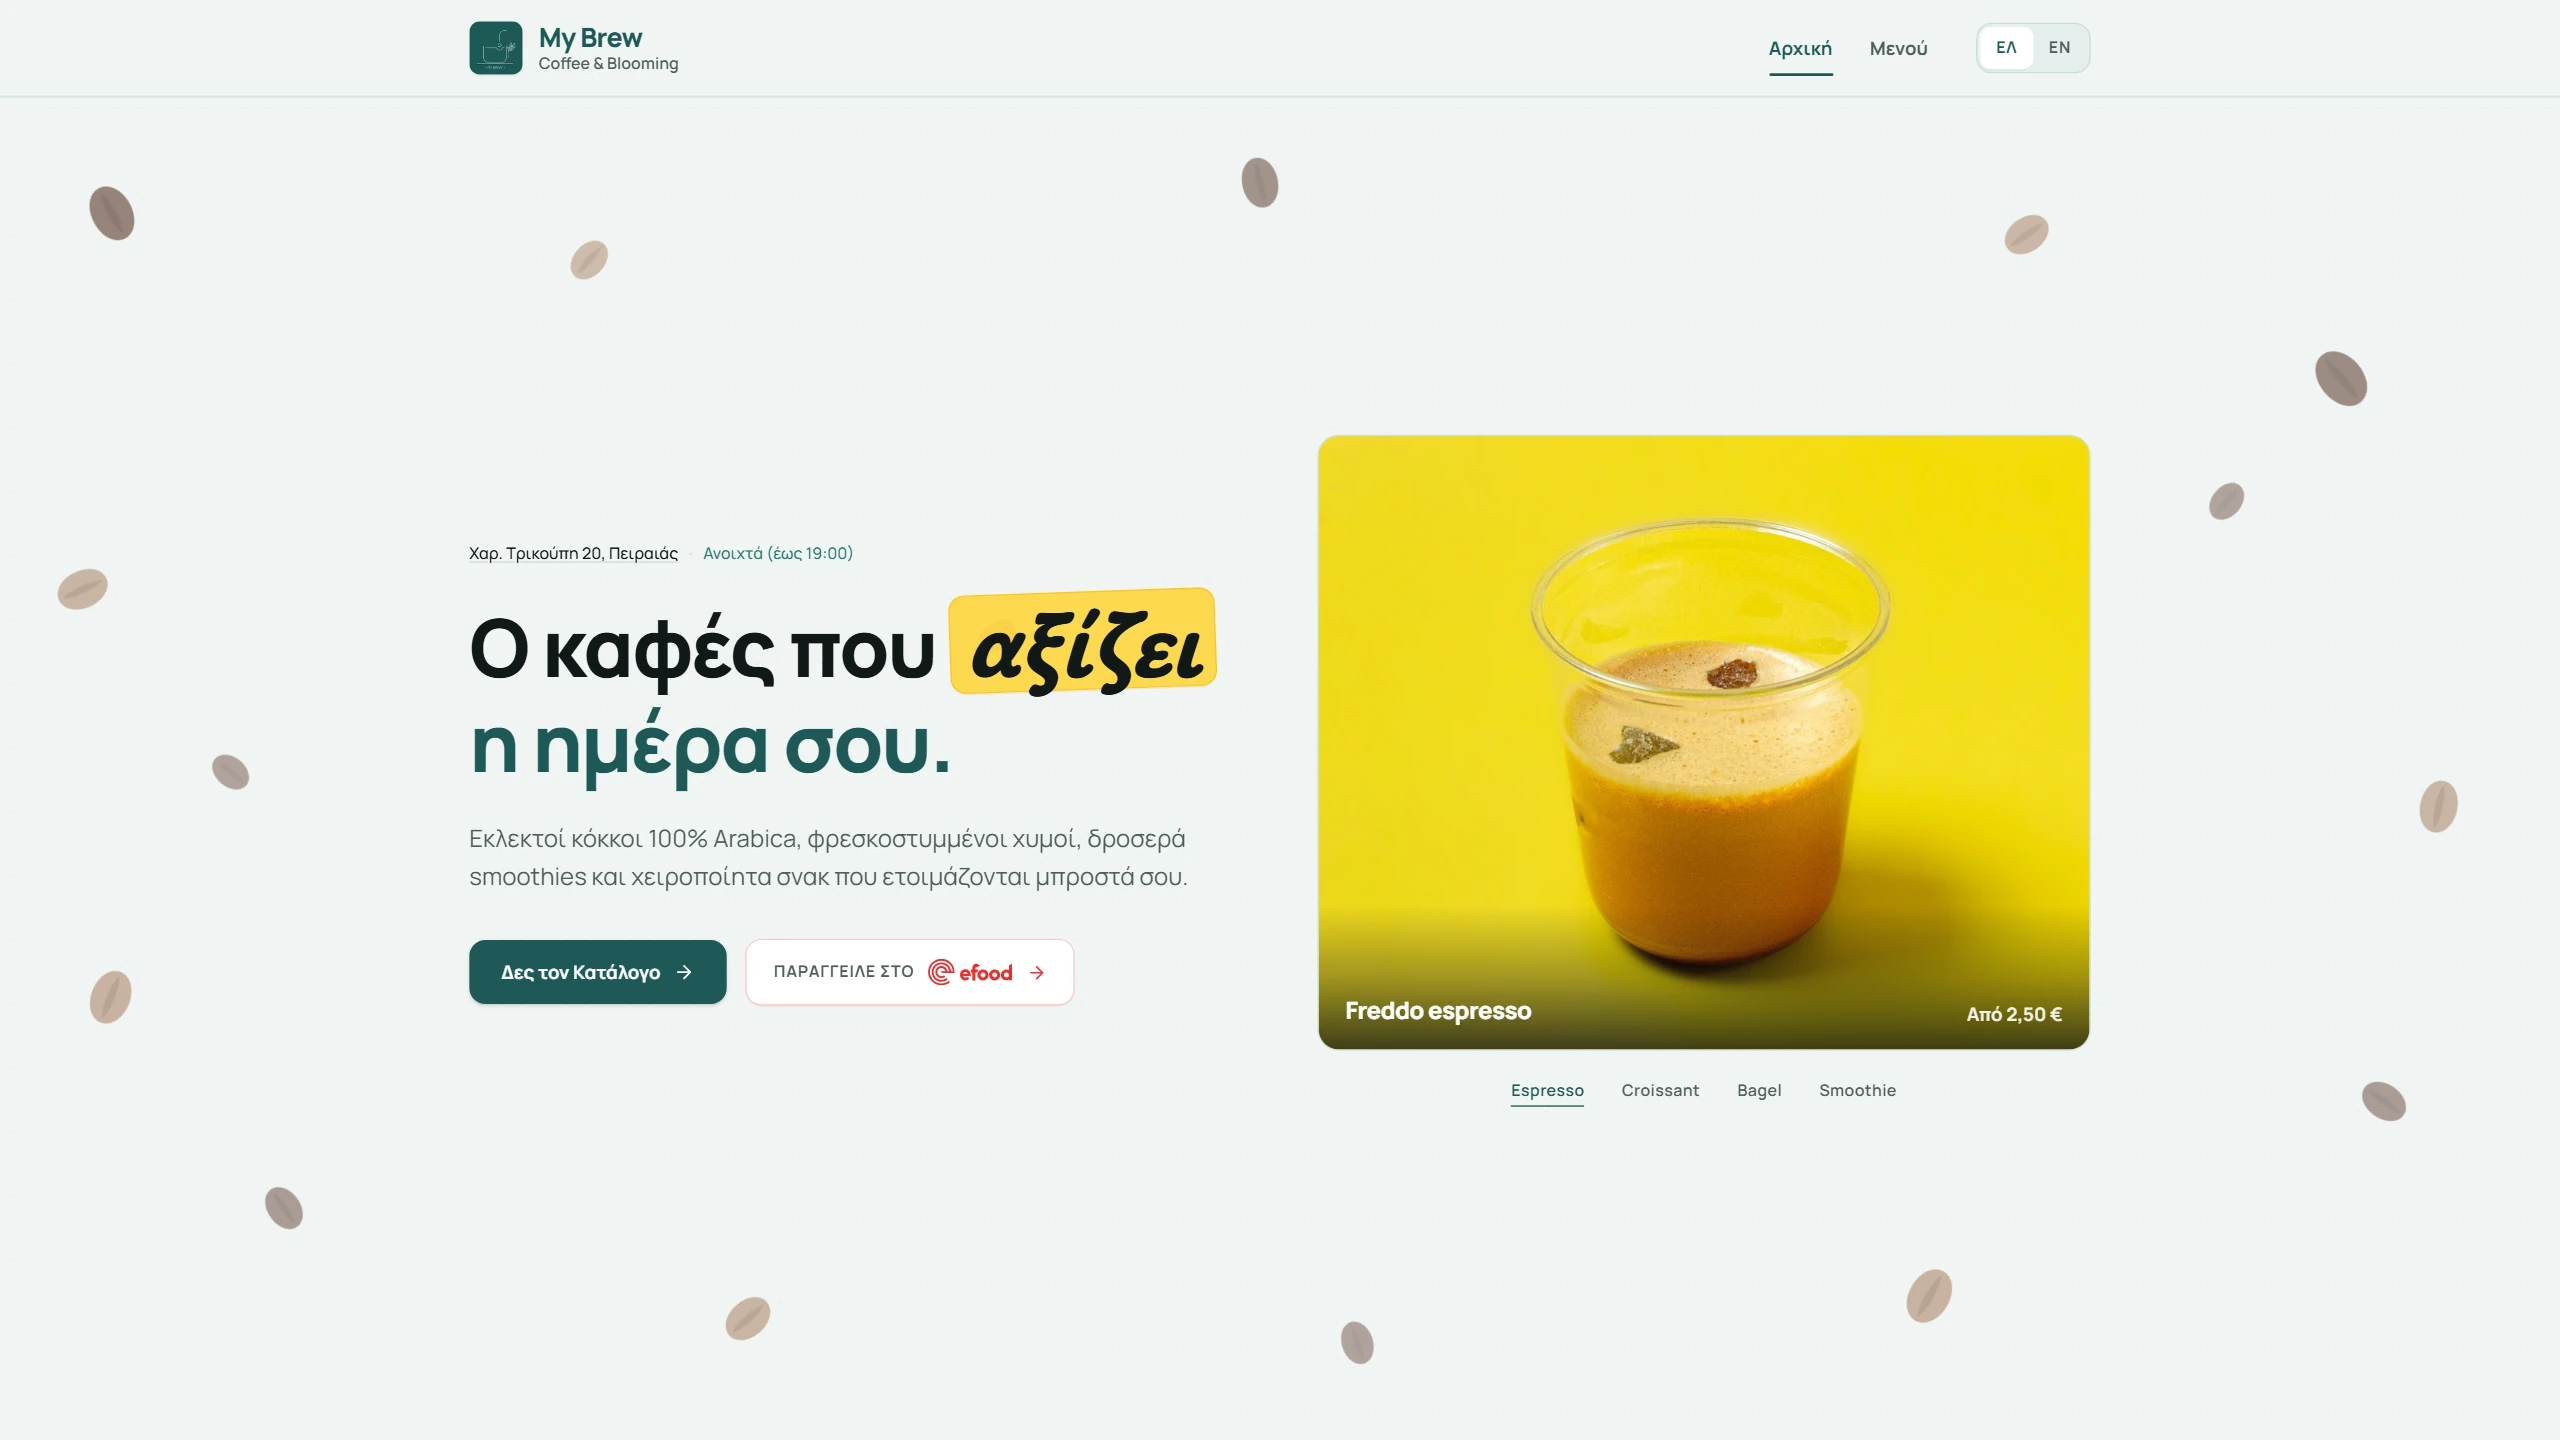 My Brew
Coffee & Blooming
Αρχική
Μενού
ΕΛ
EN
Χαρ. Τρικούπη 20, Πειραιάς · Ανοιχτά (έως 19:00)
Ο καφές που αξίζει
η ημέρα σου.
Εκλεκτοί κόκκοι 100% Arabica, φρεσκοστυμμένοι χυμοί, δροσερά
smoothies και χειροποίητα σνακ που ετοιμάζονται μπροστά σου.
Δες τον Κατάλογο →
ΠΑΡΑΓΓΕΙΛΕ ΣΤΟ efood →
Freddo espresso
Από 2,50 €
Espresso
Croissant
Bagel
Smoothie